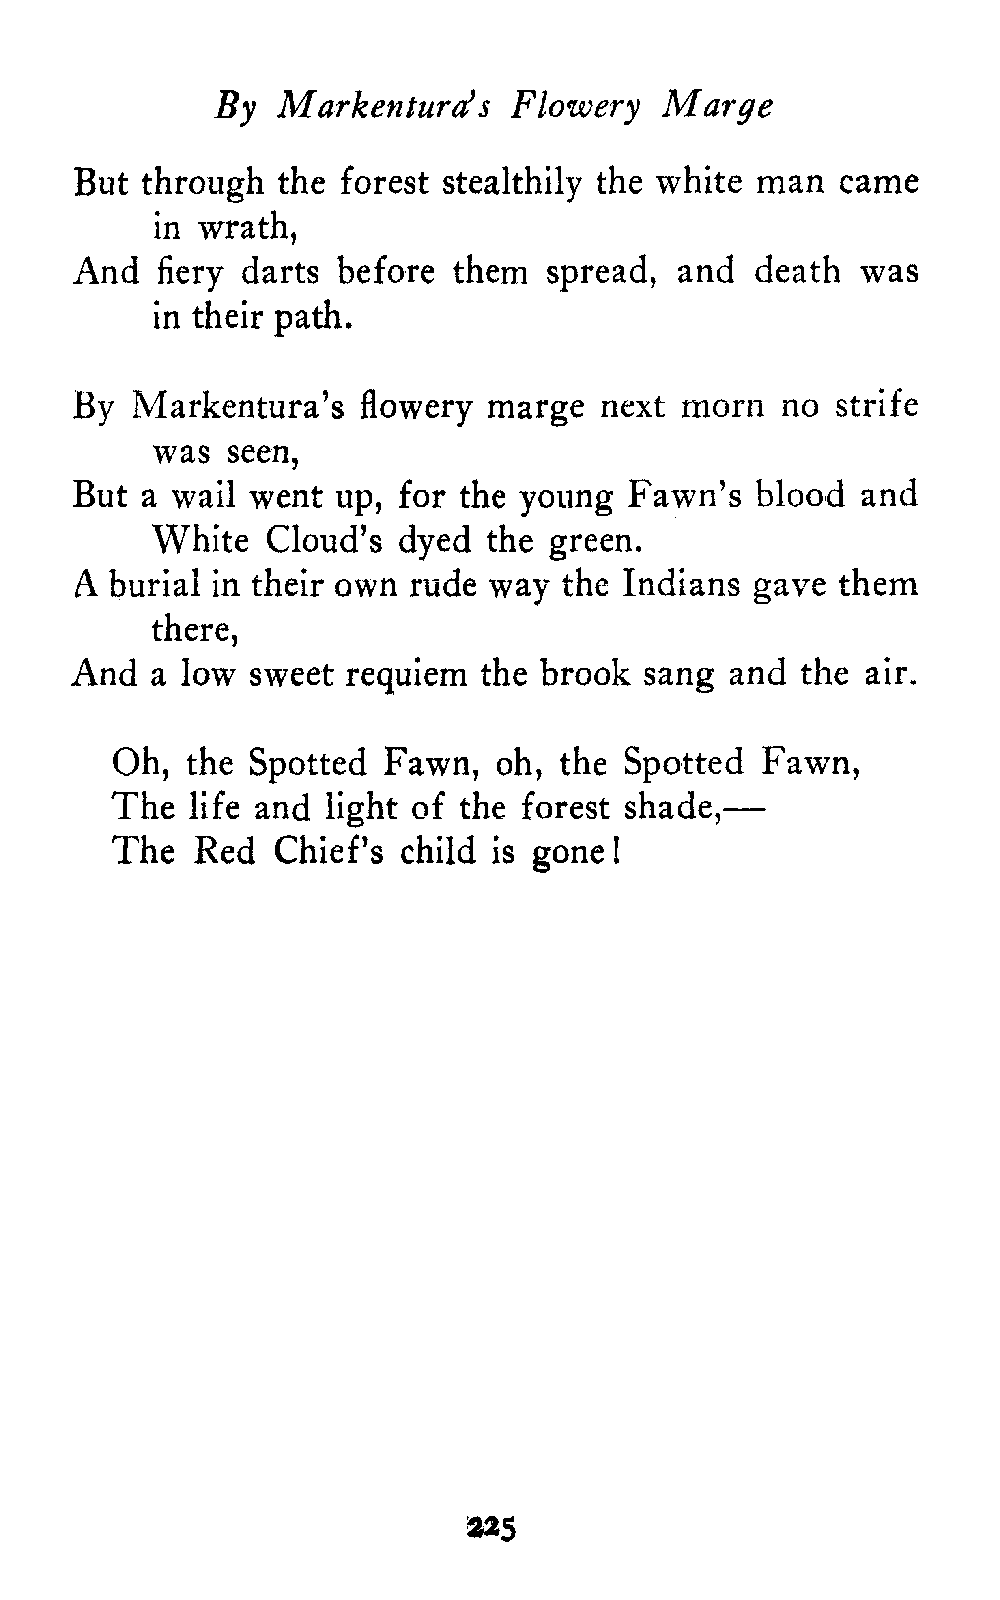 By Markentura's Flowery Marge
But through the forest stealthily the white man came
in wrath,
And fiery darts before them spread, and death was
in their path.
By Markentura's flowery marge next morn no strife
was seen,
But a wail went up, for the young Fawn's blood and
White Cloud's dyed the green.
A burial in their own rude way the Indians gave them
there,
And a low sweet requiem the brook sang and the air.
Oh, the Spotted Fawn, oh, the Spotted Fawn,
The life and light of the forest shade,—
The Red Chief's child is gone!
225